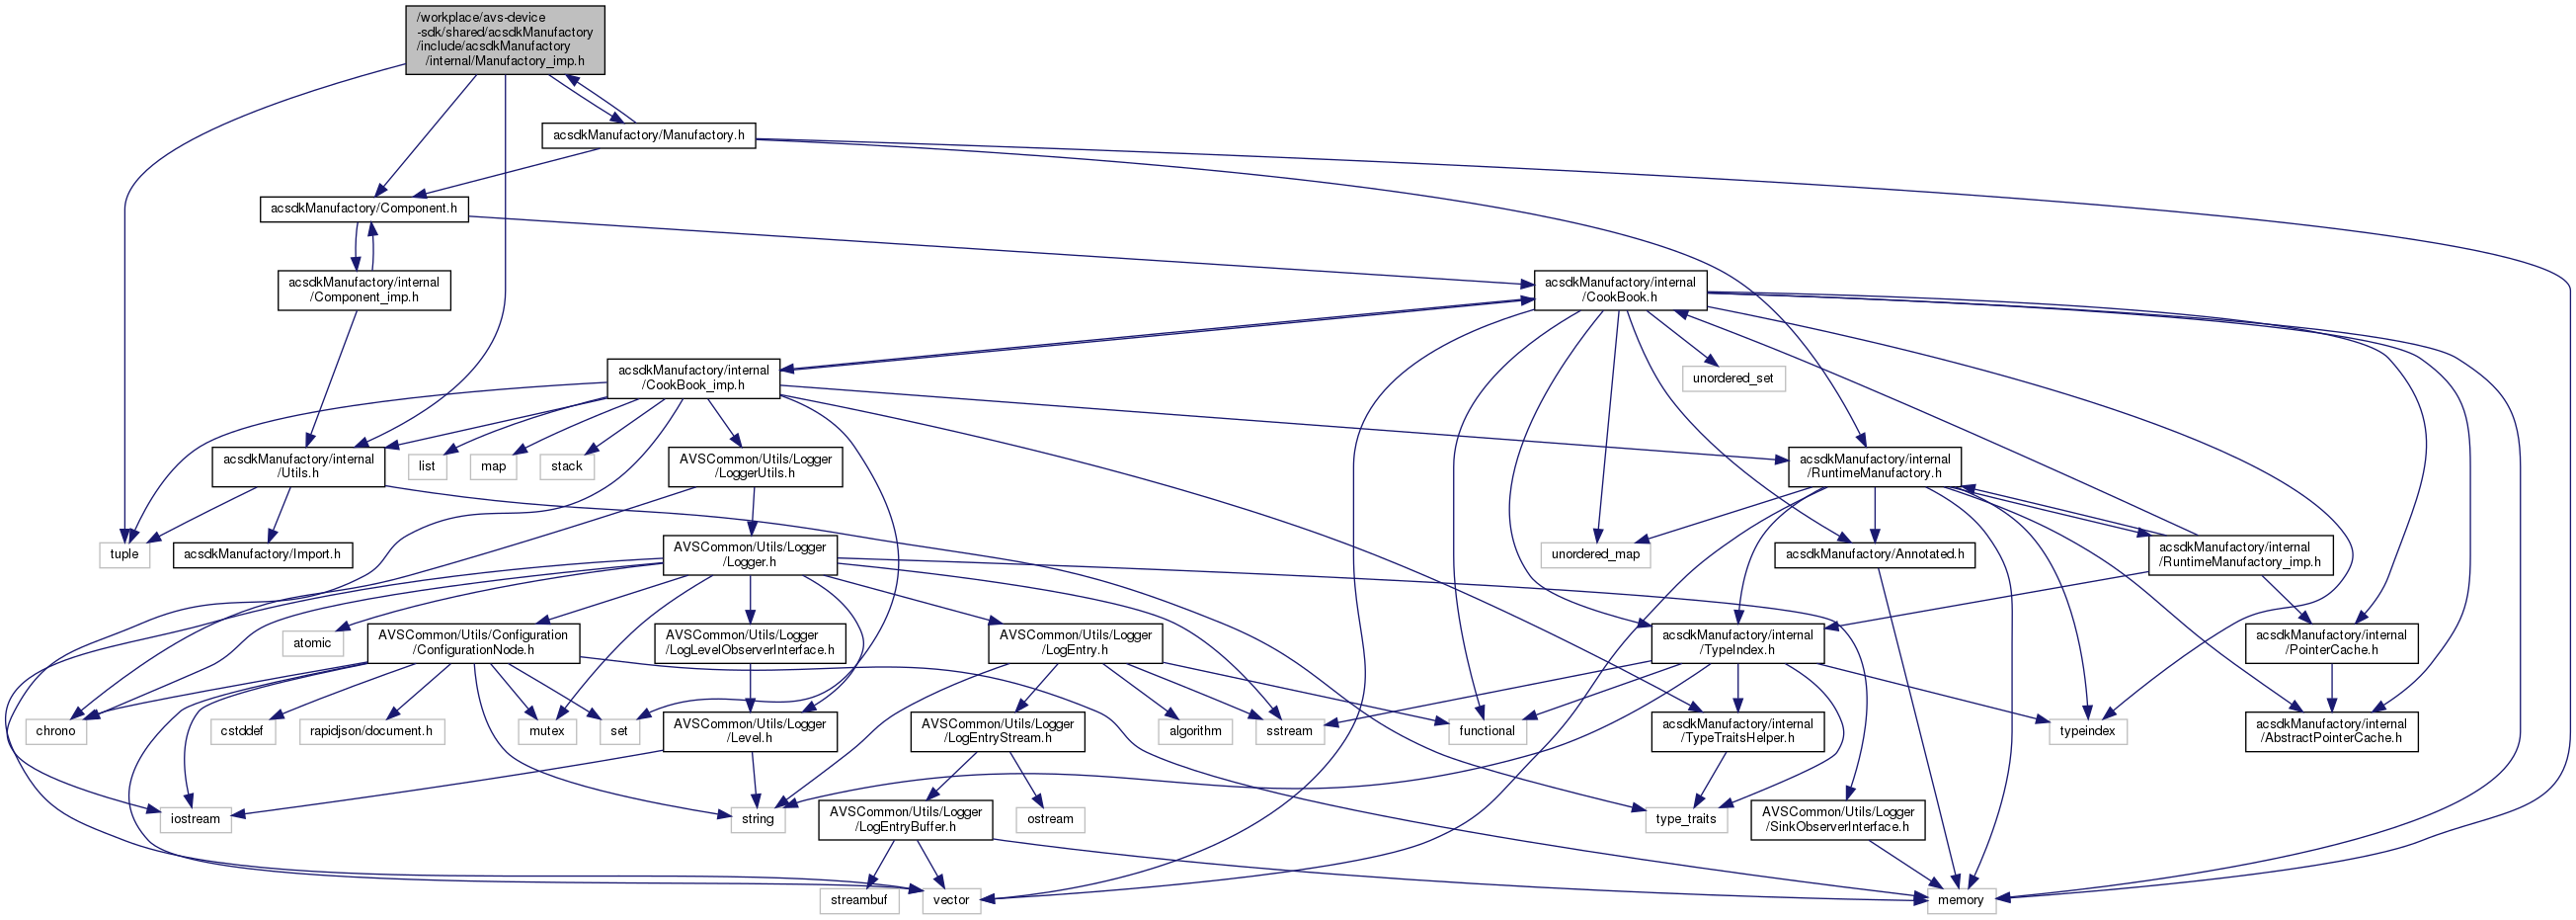 /workplace/avs-device
-sdk/shared/acsdkManufactory
/include/acsdkManufactory
/internal/Manufactory_imp.h
acsdkManufactory/Manufactory.h
acsdkManufactory/Component.h
acsdkManufactory/internal
/Component_imp.h
acsdkManufactory/internal
/CookBook.h
acsdkManufactory/internal
/CookBook_imp.h
unordered_set
acsdkManufactory/internal
/Utils.h
list
map
stack
AVSCommon/Utils/Logger
/LoggerUtils.h
acsdkManufactory/internal
/RuntimeManufactory.h
tuple
acsdkManufactory/Import.h
AVSCommon/Utils/Logger
/Logger.h
unordered_map
acsdkManufactory/Annotated.h
acsdkManufactory/internal
/RuntimeManufactory_imp.h
atomic
AVSCommon/Utils/Configuration
/ConfigurationNode.h
AVSCommon/Utils/Logger
/LogLevelObserverInterface.h
AVSCommon/Utils/Logger
/LogEntry.h
acsdkManufactory/internal
/TypeIndex.h
acsdkManufactory/internal
/PointerCache.h
chrono
cstddef
rapidjson/document.h
mutex
set
AVSCommon/Utils/Logger
/Level.h
AVSCommon/Utils/Logger
/LogEntryStream.h
algorithm
sstream
functional
acsdkManufactory/internal
/TypeTraitsHelper.h
typeindex
acsdkManufactory/internal
/AbstractPointerCache.h
iostream
string
AVSCommon/Utils/Logger
/LogEntryBuffer.h
ostream
type_traits
AVSCommon/Utils/Logger
/SinkObserverInterface.h
streambuf
vector
memory